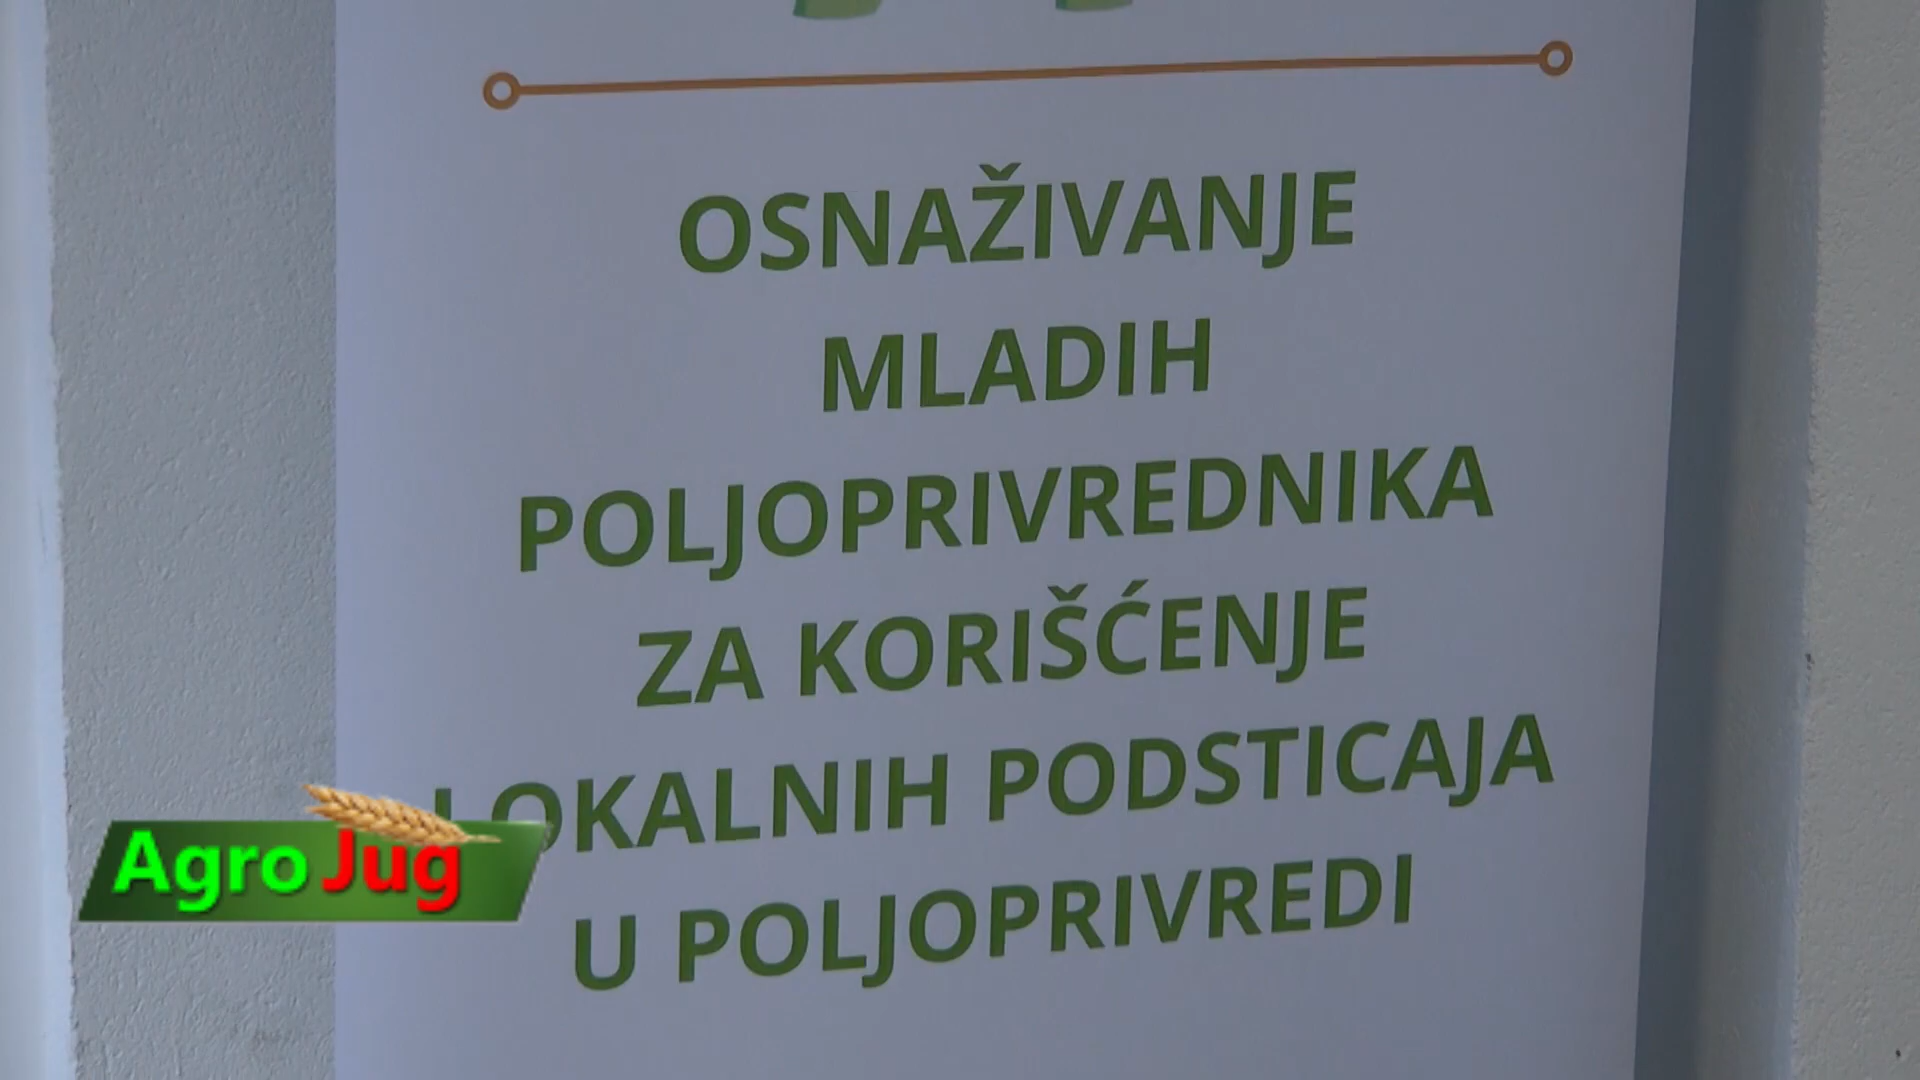 OSNAŽIVANJE
MLADIH
POLJOPRIVREDNIKA
ZA KORIŠĆENJE
LOKALNIH PODSTICAJA
U POLJOPRIVREDI
Agro Jug